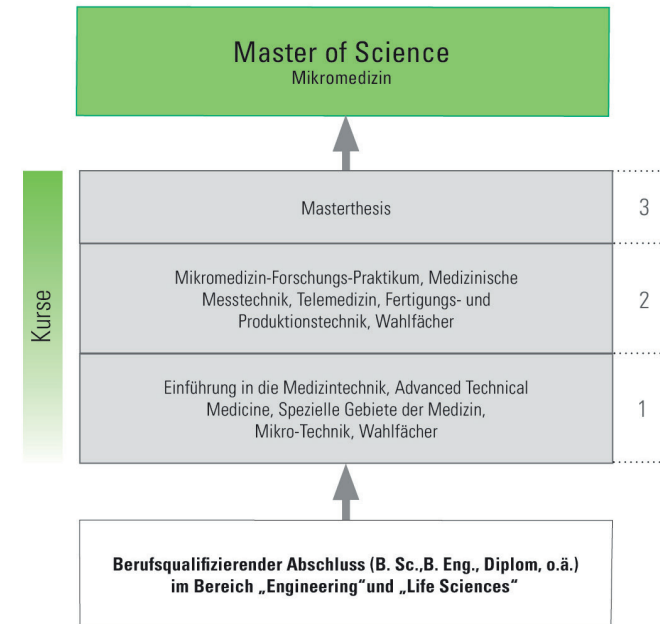 Master of Science
Mikromedizin
Masterthesis
3
Mikromedizin-Forschungs-Praktikum, Medizinische
Messtechnik, Telemedizin, Fertigungs- und
Produktionstechnik, Wahlfächer
2
Kurse
Einführung in die Medizintechnik, Advanced Technical
Medicine, Spezielle Gebiete der Medizin,
Mikro-Technik, Wahlfächer
1
Berufsqualifizierender Abschluss (B. Sc.,B. Eng., Diplom, o.ä.)
im Bereich „Engineering“und „Life Sciences“